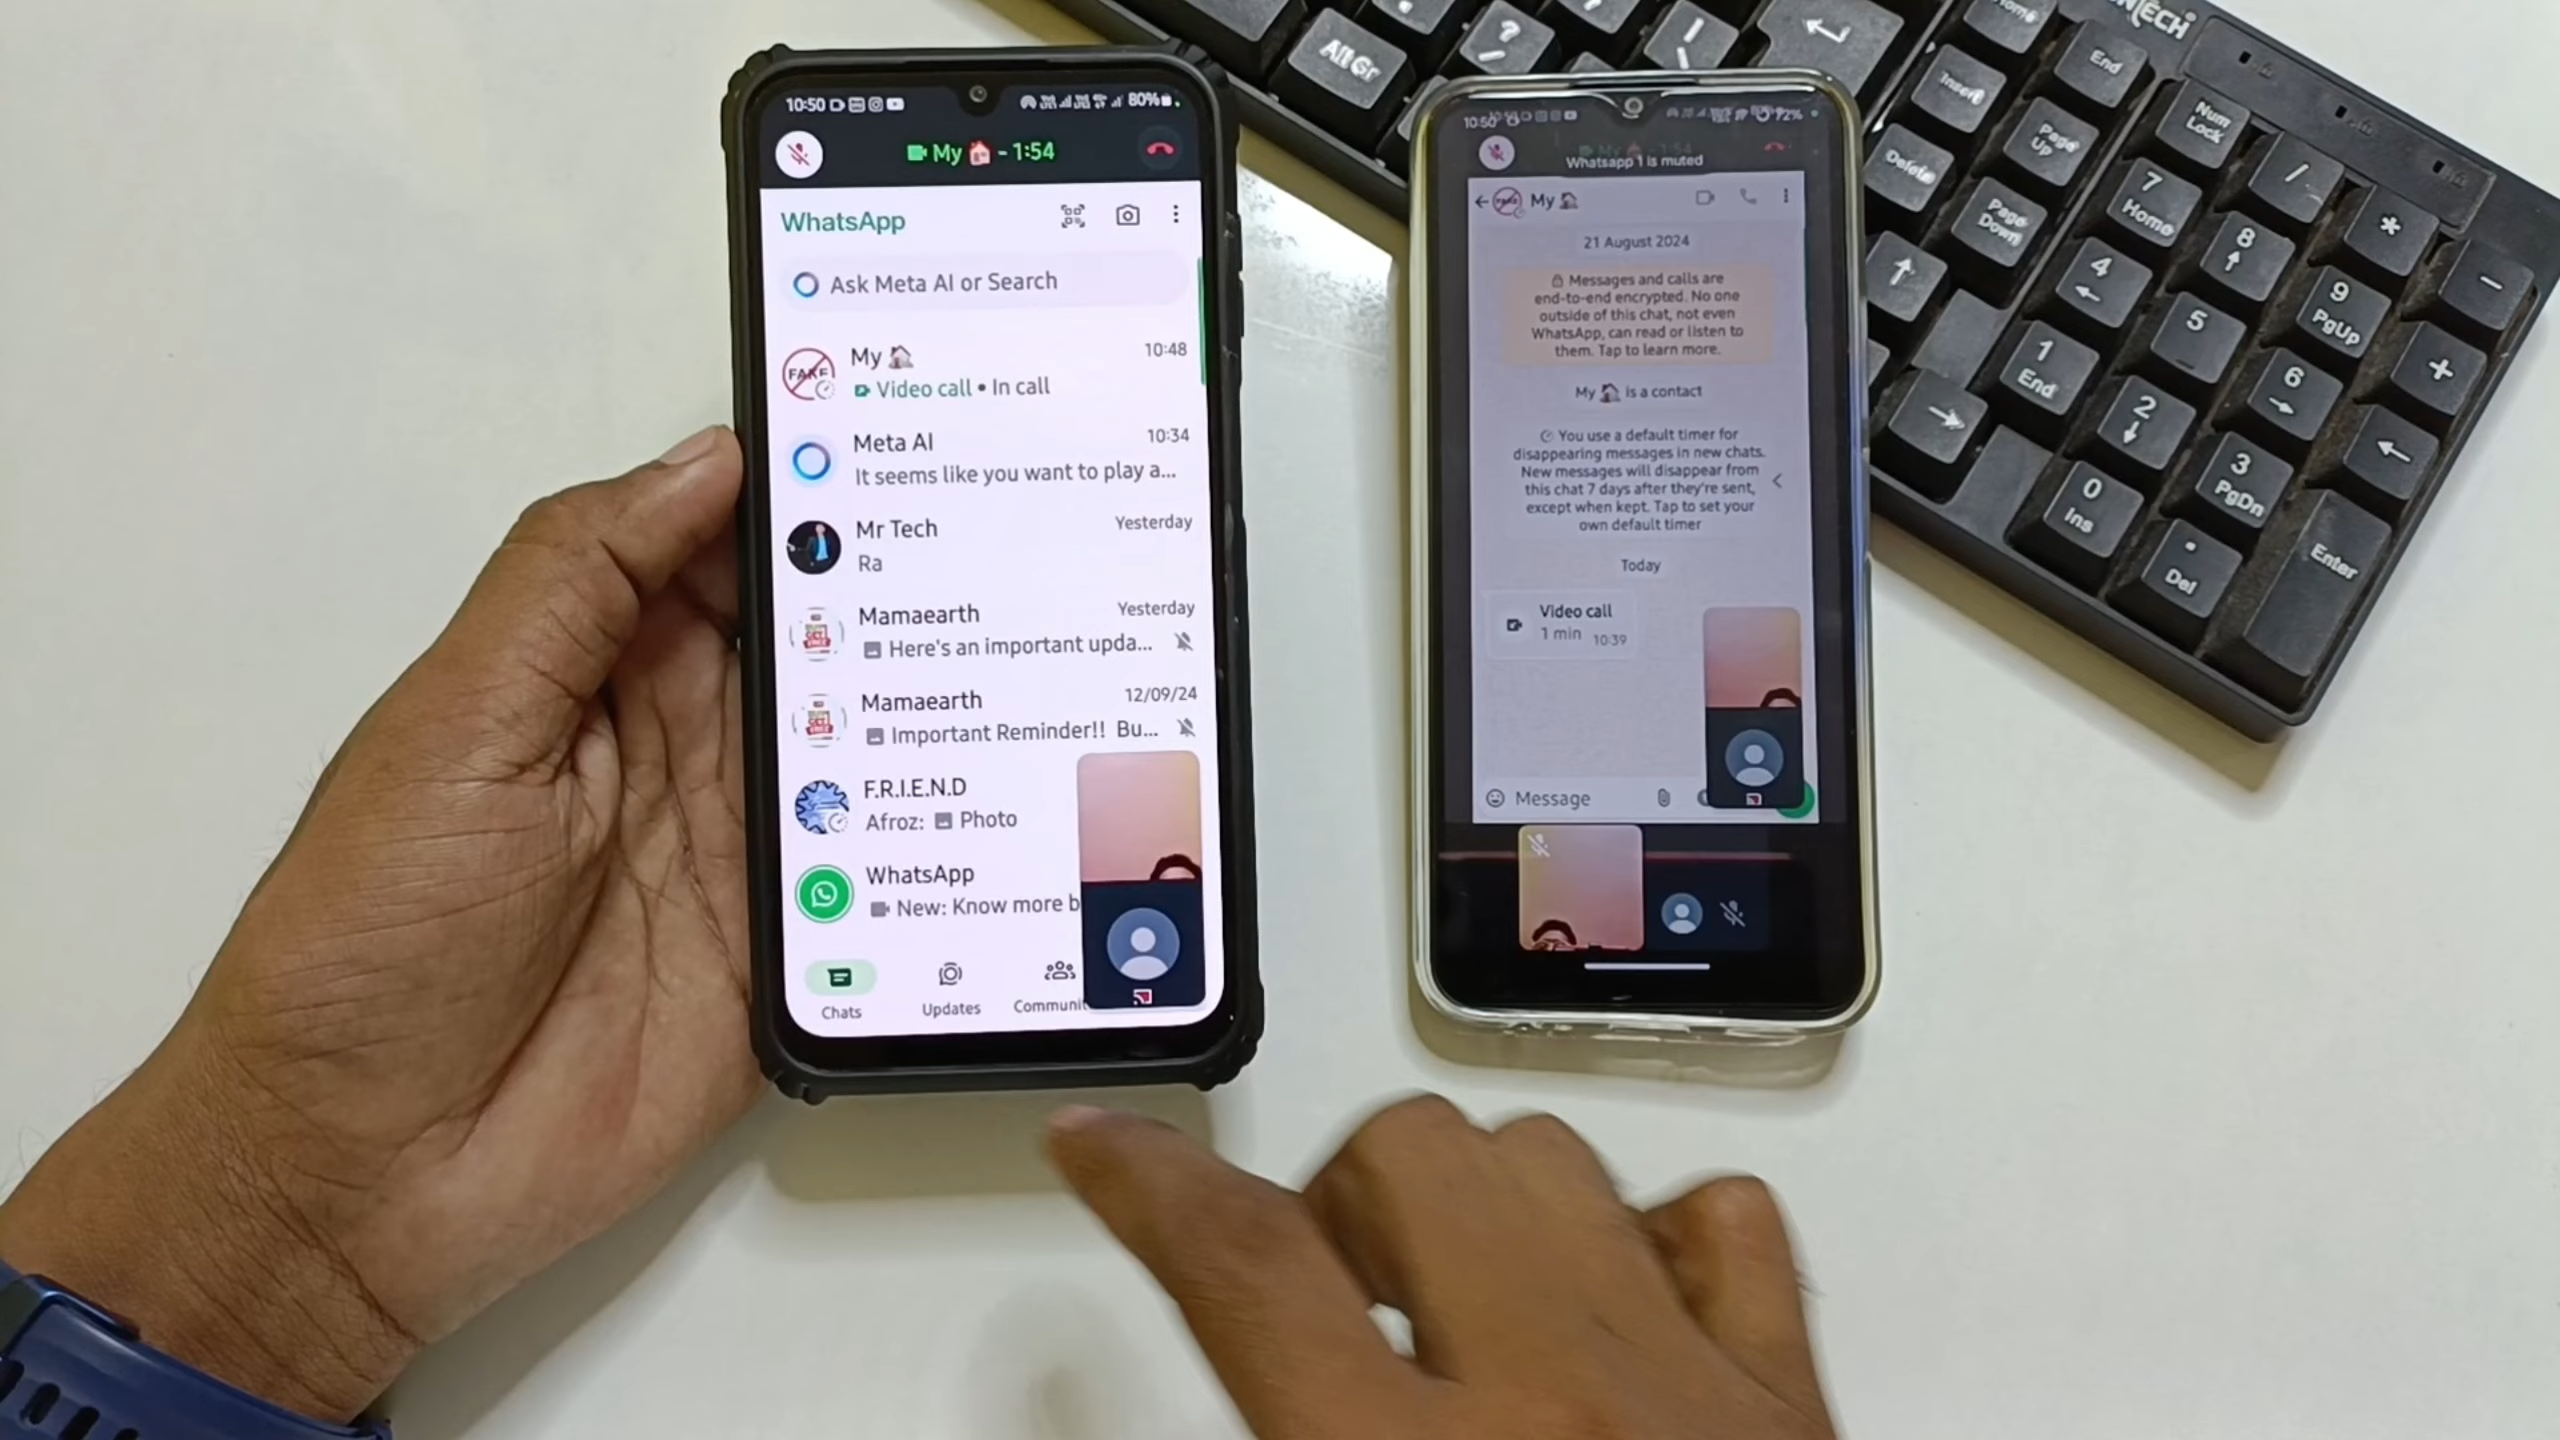 10:50
80%
My 🏠 - 1:54
WhatsApp
Ask Meta AI or Search
FAKE
My 🏠
10:48
Video call • In call
Meta AI
10:34
It seems like you want to play a...
Mr Tech
Yesterday
Ra
Mamaearth
Yesterday
Here's an important upda...
Mamaearth
12/09/24
Important Reminder!! Bu...
F.R.I.E.N.D
Afroz: Photo
WhatsApp
New: Know more b
Chats
Updates
Communit
10:50
72%
Whatsapp 1 is muted
My 🏠
21 August 2024
Messages and calls are
end-to-end encrypted. No one
outside of this chat, not even
WhatsApp, can read or listen to
them. Tap to learn more.
My 🏠 is a contact
You use a default timer for
disappearing messages in new chats.
New messages will disappear from
this chat 7 days after they're sent,
except when kept. Tap to set your
own default timer
Today
Video call
1 min 10:39
Message
Alt Gr
?
Home
End
Insert
Page
Up
Delete
Page
Down
Num
Lock
/
*
-
7
Home
8
9
PgUp
+
4
5
6
1
End
2
3
PgDn
0
Ins
.
Del
Enter